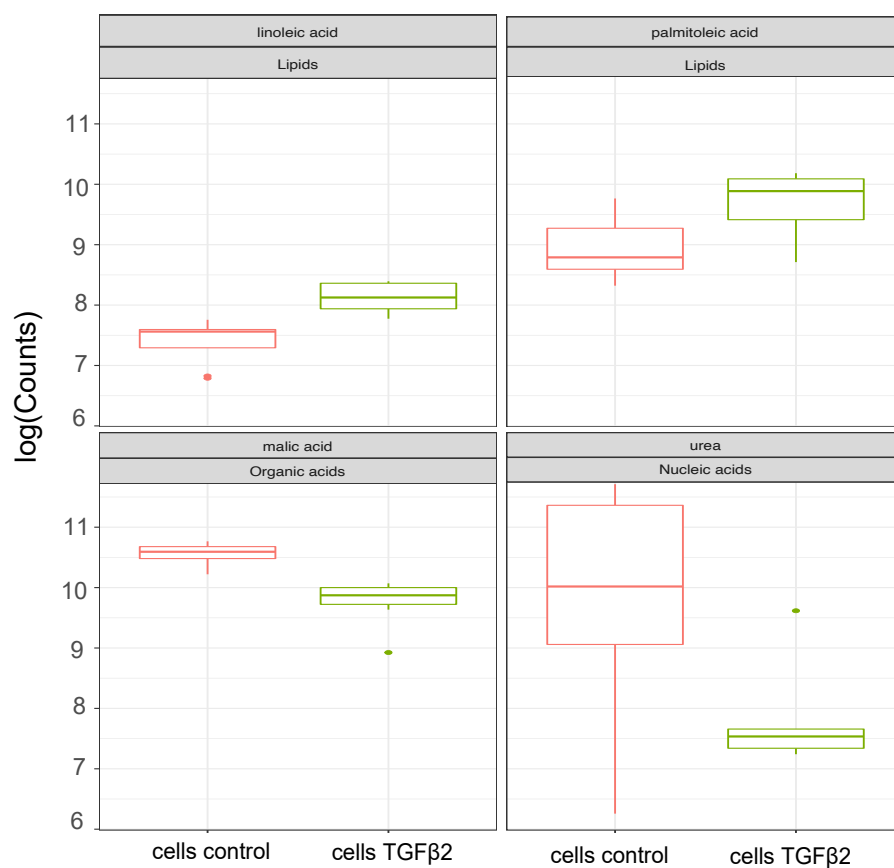 linoleic acid
palmitoleic acid
Lipids
Lipids
11
10
9
8
7
6
log(Counts)
malic acid
urea
Organic acids
Nucleic acids
11
10
9
8
7
6
cells control
cells TGFβ2
cells control
cells TGFβ2